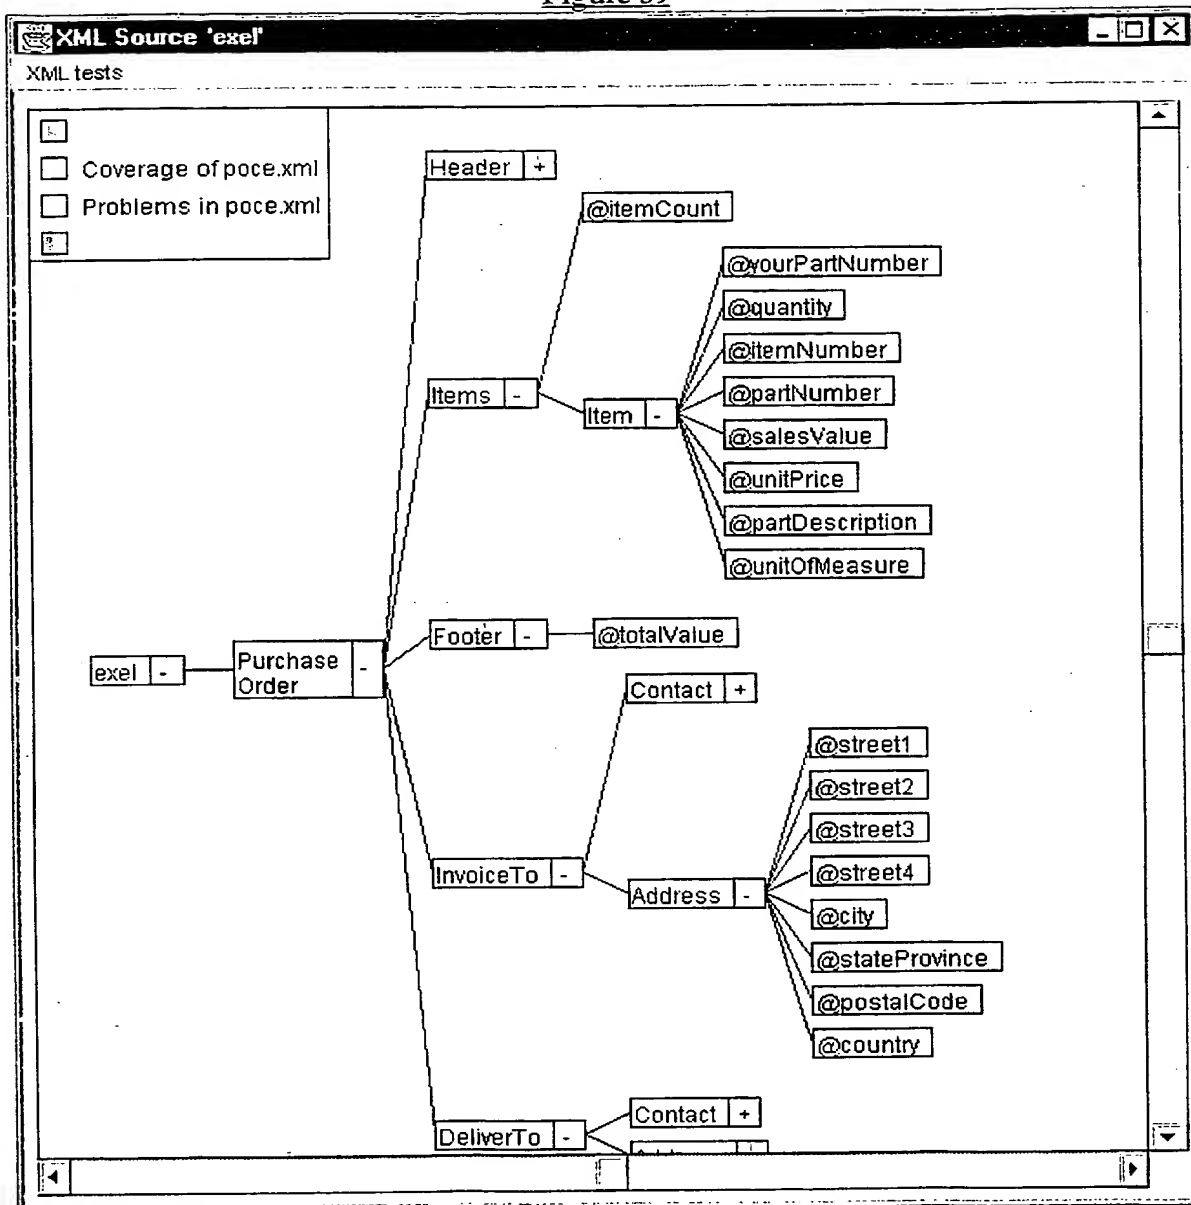 Figure 39
XML Source 'exel'
XML tests
Coverage of poce.xml
Problems in poce.xml
Header +
@itemCount
@yourPartNumber
@quantity
@itemNumber
@partNumber
@salesValue
@unitPrice
@partDescription
@unitOfMeasure
Items -
Item -
Footer -
@totalValue
exel -
Purchase -
Order
Contact +
@street1
@street2
@street3
@street4
@city
@stateProvince
@postalCode
@country
InvoiceTo -
Address -
Contact +
DeliverTo -